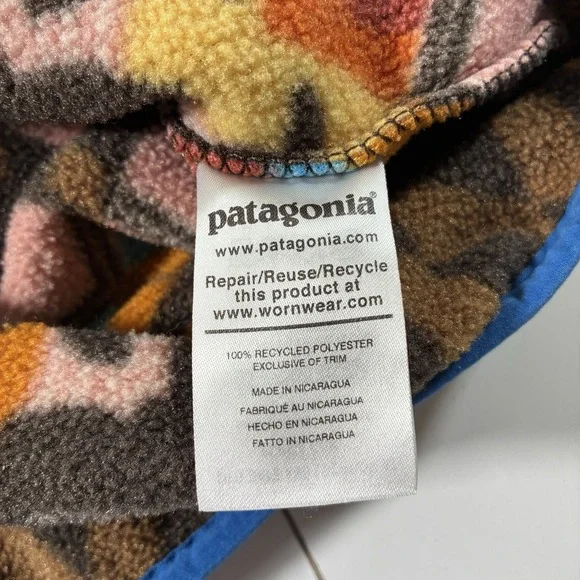 patagonia®
www.patagonia.com
Repair/Reuse/Recycle
this product at
www.wornwear.com
100% RECYCLED POLYESTER
EXCLUSIVE OF TRIM
MADE IN NICARAGUA
FABRIQUÉ AU NICARAGUA
HECHO EN NICARAGUA
FATTO IN NICARAGUA